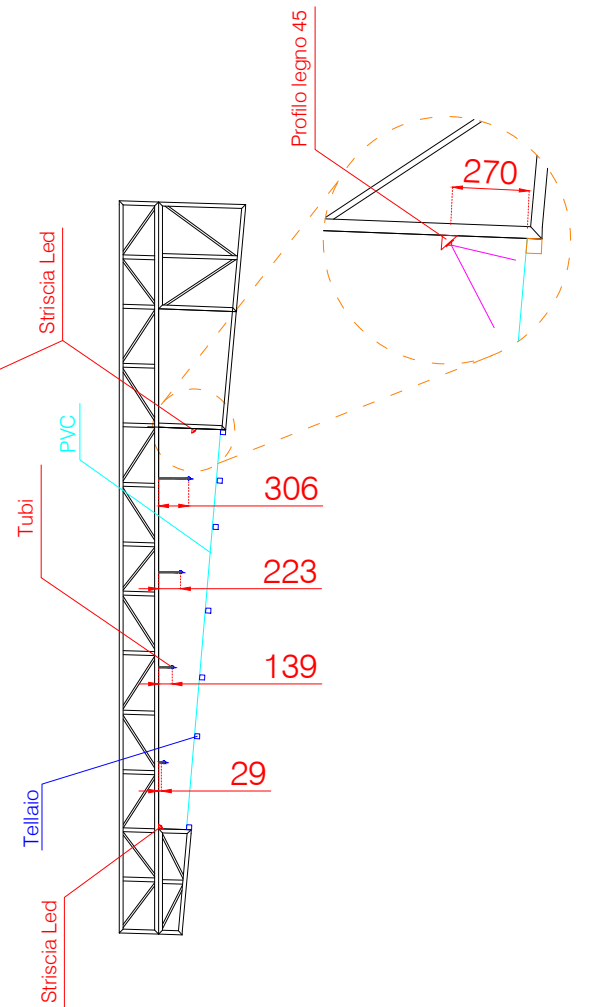 Profilo legno 45
270
Striscia Led
PVC
Tubi
306
223
139
29
Tellaio
Striscia Led